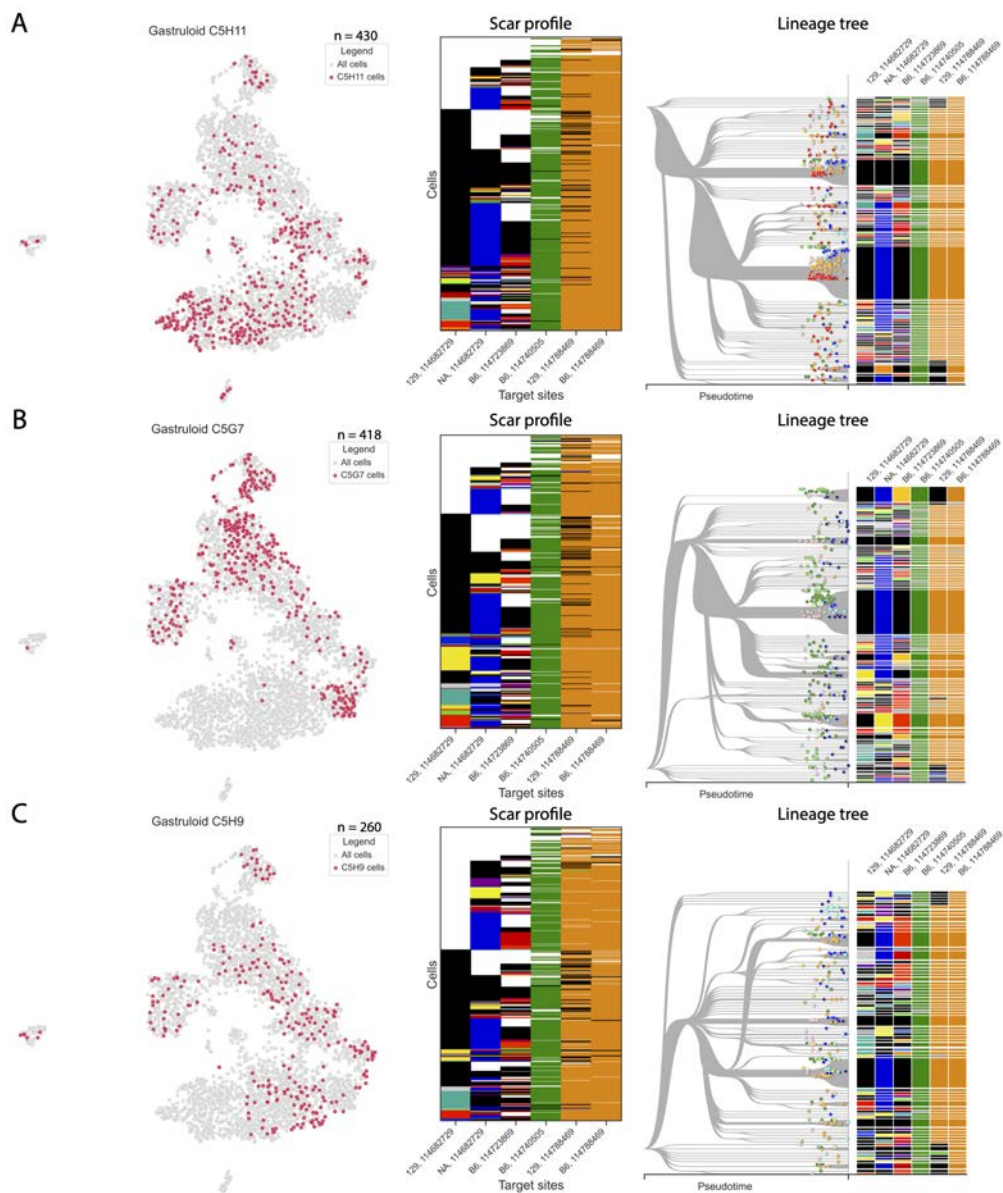 A
Gastruloid C5H11
n = 430
Legend
All cells
C5H11 cells
Scar profile
Cells
129, 114682729
NA, 114682729
B6, 114723869
B6, 114740505
129, 114788469
B6, 114788469
Target sites
Lineage tree
129, 114682729
NA, 114682729
B6, 114723869
B6, 114740505
129, 114788469
B6, 114788469
Pseudotime
B
Gastruloid C5G7
n = 418
Legend
All cells
C5G7 cells
Scar profile
Cells
129, 114682729
NA, 114682729
B6, 114723869
B6, 114740505
129, 114788469
B6, 114788469
Target sites
Lineage tree
129, 114682729
NA, 114682729
B6, 114723869
B6, 114740505
129, 114788469
B6, 114788469
Pseudotime
C
Gastruloid C5H9
n = 260
Legend
All cells
C5H9 cells
Scar profile
Cells
129, 114682729
NA, 114682729
B6, 114723869
B6, 114740505
129, 114788469
B6, 114788469
Target sites
Lineage tree
129, 114682729
NA, 114682729
B6, 114723869
B6, 114740505
129, 114788469
B6, 114788469
Pseudotime